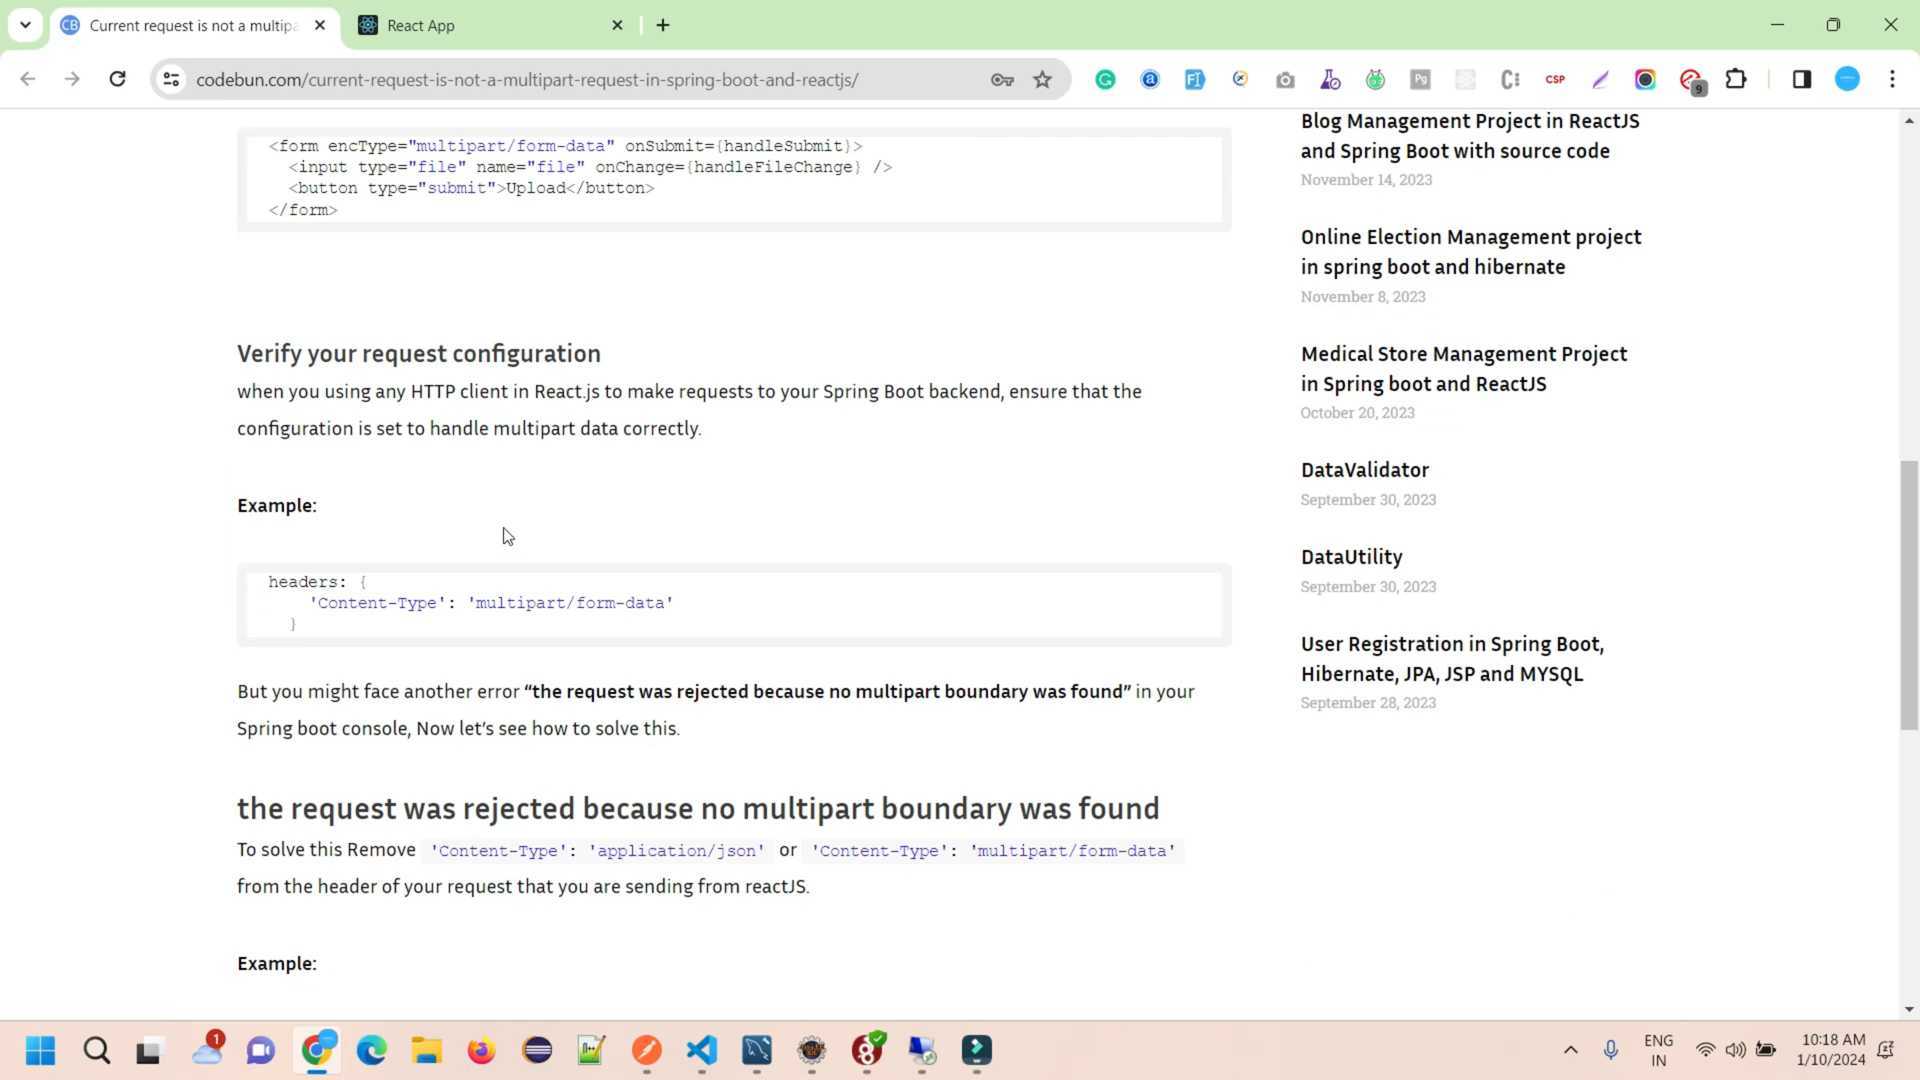 Current request is not a multipa
React App
codebun.com/current-request-is-not-a-multipart-request-in-spring-boot-and-reactjs/
CSP
9
<form encType="multipart/form-data" onSubmit={handleSubmit}>
<input type="file" name="file" onChange={handleFileChange} />
<button type="submit">Upload</button>
</form>
Verify your request configuration
when you using any HTTP client in React.js to make requests to your Spring Boot backend, ensure that the
configuration is set to handle multipart data correctly.
Example:
headers: {
'Content-Type': 'multipart/form-data'
}
But you might face another error “the request was rejected because no multipart boundary was found” in your
Spring boot console, Now let’s see how to solve this.
the request was rejected because no multipart boundary was found
To solve this Remove 'Content-Type': 'application/json' or 'Content-Type': 'multipart/form-data'
from the header of your request that you are sending from reactJS.
Example:
Blog Management Project in ReactJS
and Spring Boot with source code
November 14, 2023
Online Election Management project
in spring boot and hibernate
November 8, 2023
Medical Store Management Project
in Spring boot and ReactJS
October 20, 2023
DataValidator
September 30, 2023
DataUtility
September 30, 2023
User Registration in Spring Boot,
Hibernate, JPA, JSP and MYSQL
September 28, 2023
1
ENG
IN
10:18 AM
1/10/2024